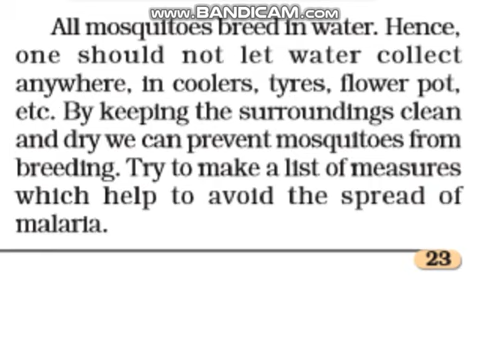 www.BANDICAM.com
All mosquitoes breed in water. Hence,
one should not let water collect
anywhere, in coolers, tyres, flower pot,
etc. By keeping the surroundings clean
and dry we can prevent mosquitoes from
breeding. Try to make a list of measures
which help to avoid the spread of
malaria.
23